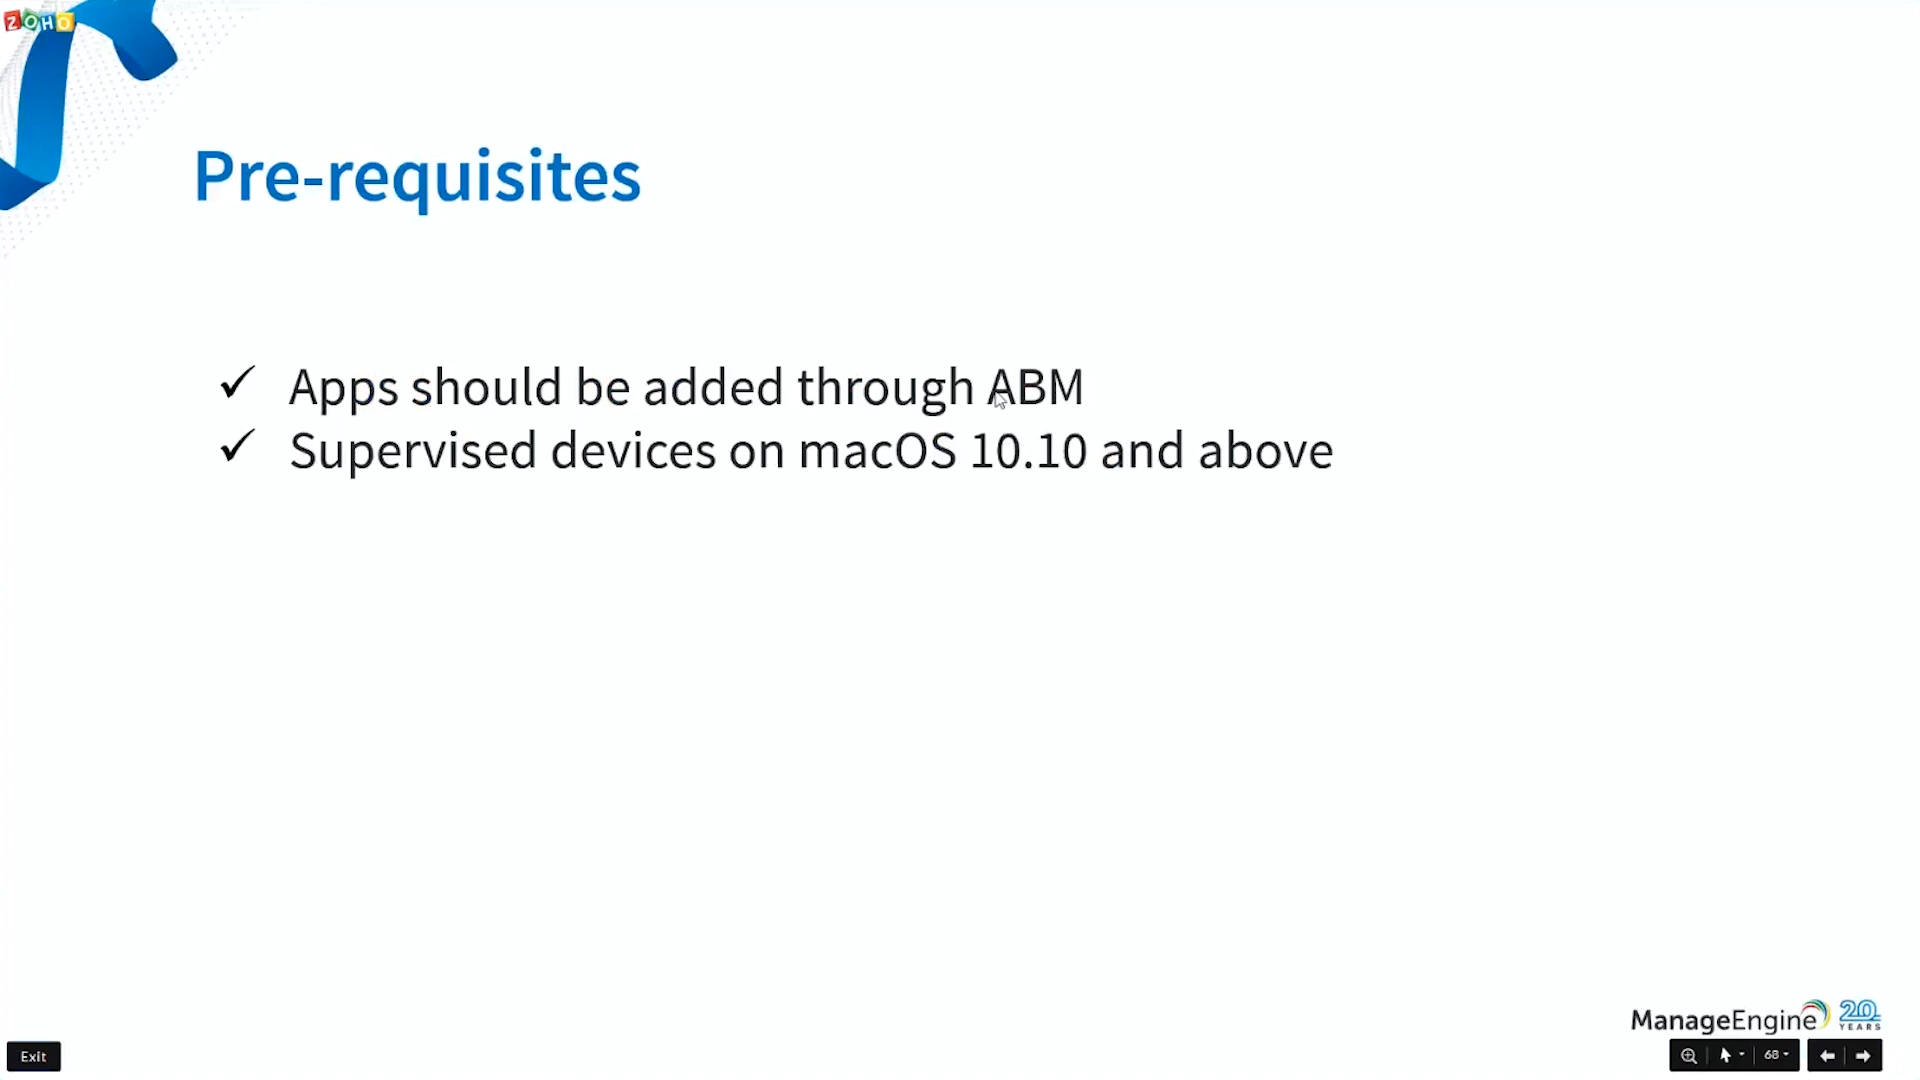 ZOHO
Pre-requisites
✓ Apps should be added through ABM
✓ Supervised devices on macOS 10.10 and above
ManageEngine 20 YEARS
Exit
68